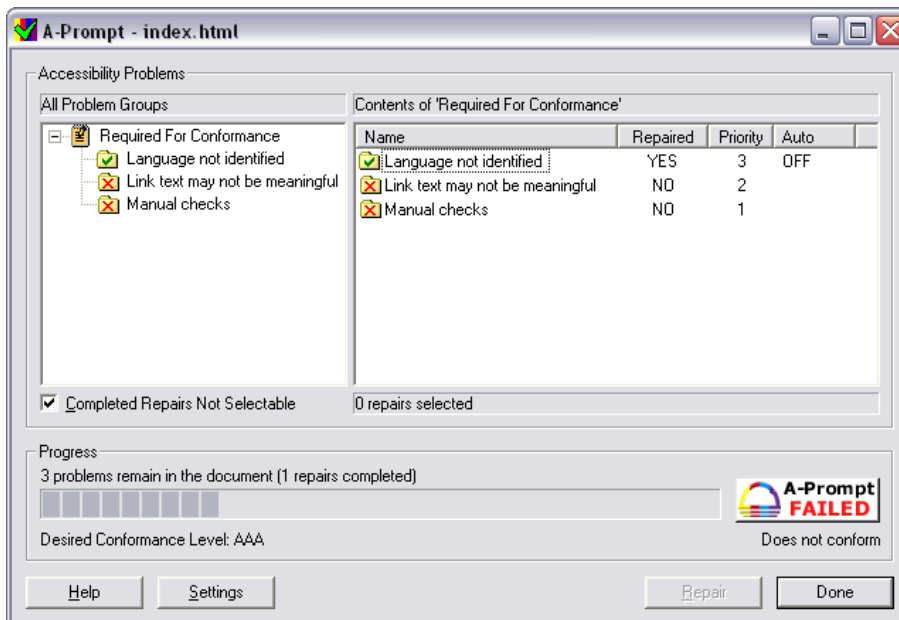 A-Prompt - index.html
Accessibility Problems
All Problem Groups
Contents of 'Required For Conformance'
Required For Conformance
Language not identified
Link text may not be meaningful
Manual checks
Name Repaired Priority Auto
Language not identified YES 3 OFF
Link text may not be meaningful NO 2
Manual checks NO 1
Completed Repairs Not Selectable
0 repairs selected
Progress
3 problems remain in the document (1 repairs completed)
A-Prompt
FAILED
Desired Conformance Level: AAA
Does not conform
Help Settings Repair Done